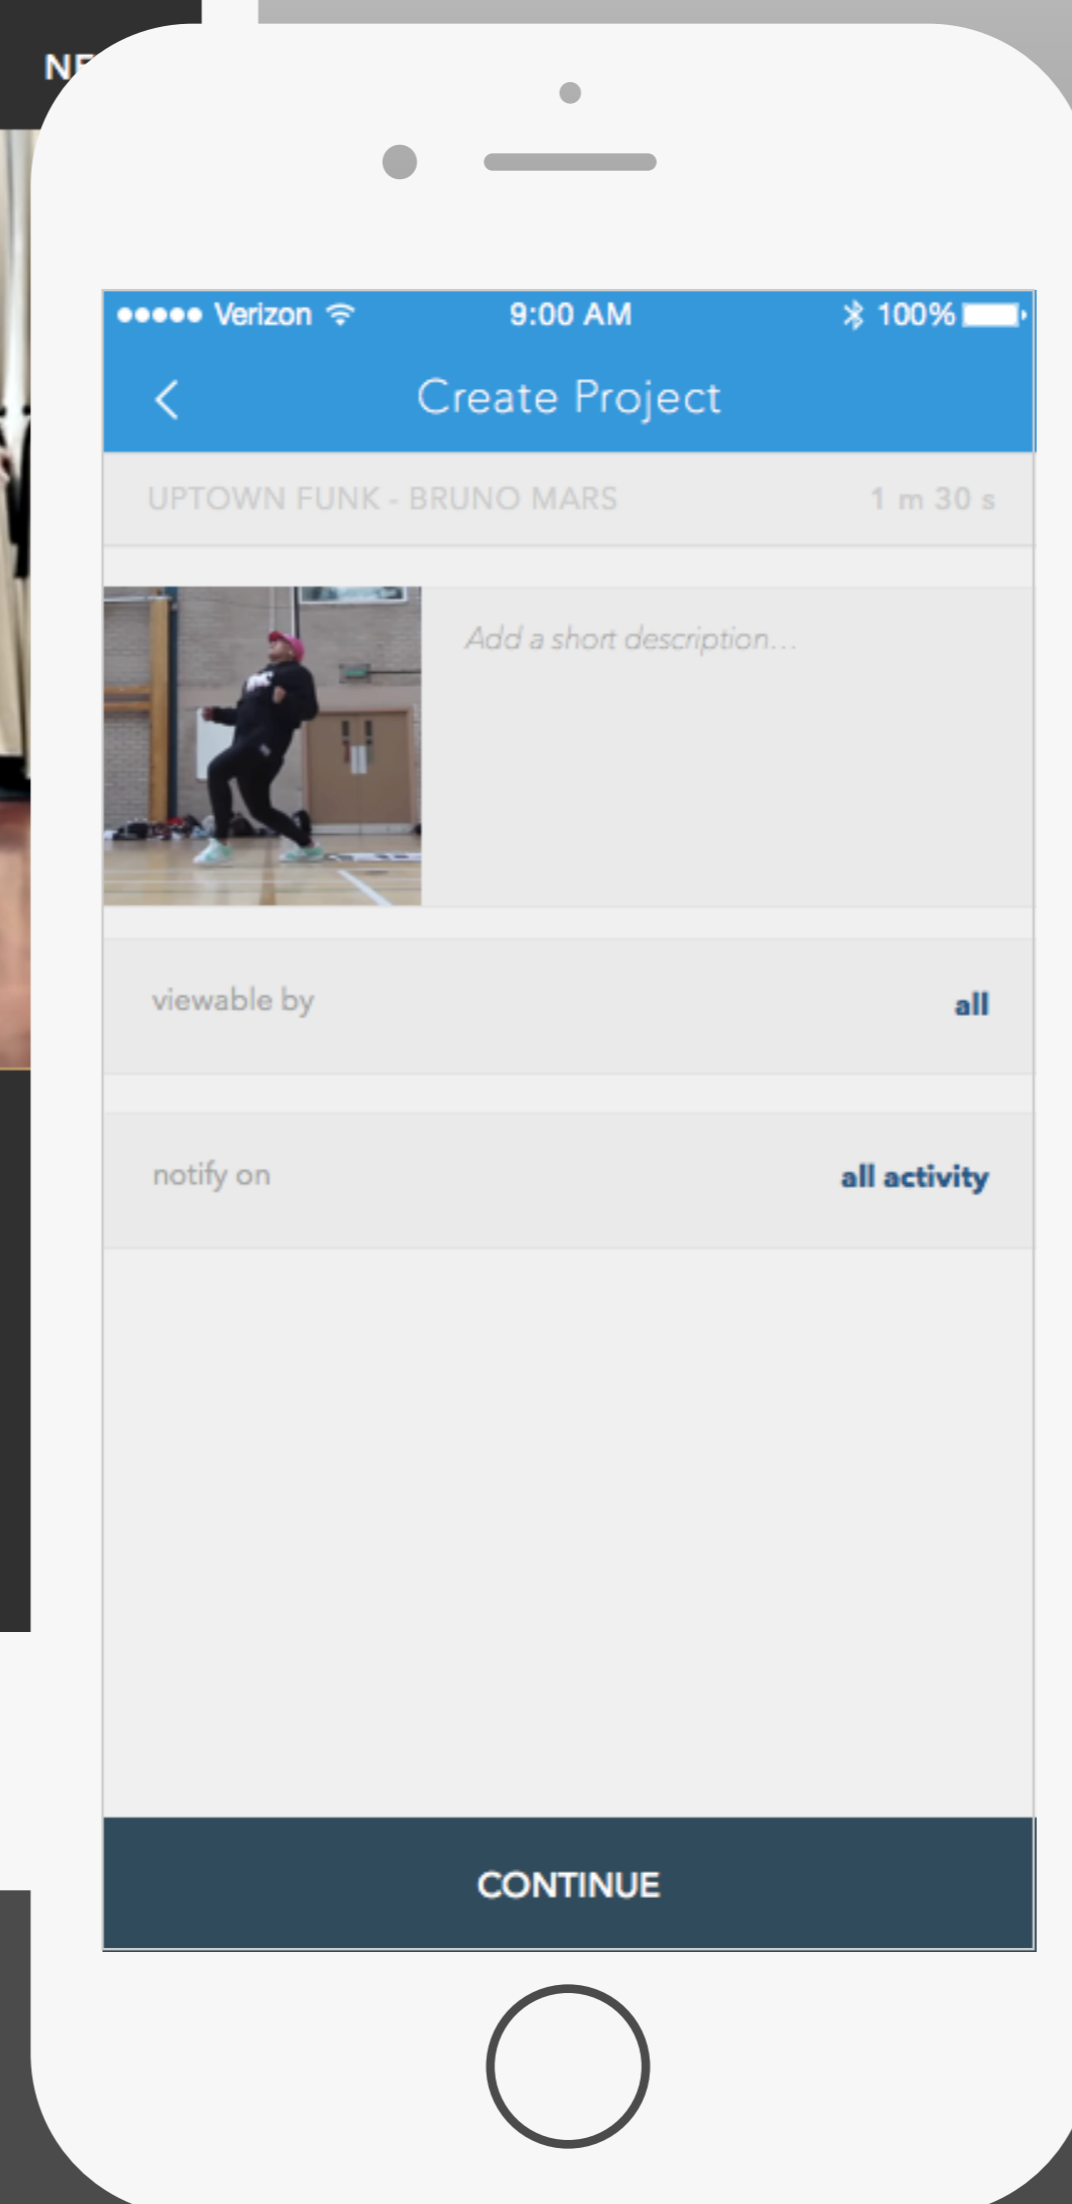 Verizon 9:00 AM 100%
Create Project
UPTOWN FUNK - BRUNO MARS 1 m 30 s
Add a short description...
viewable by all
notify on all activity
CONTINUE